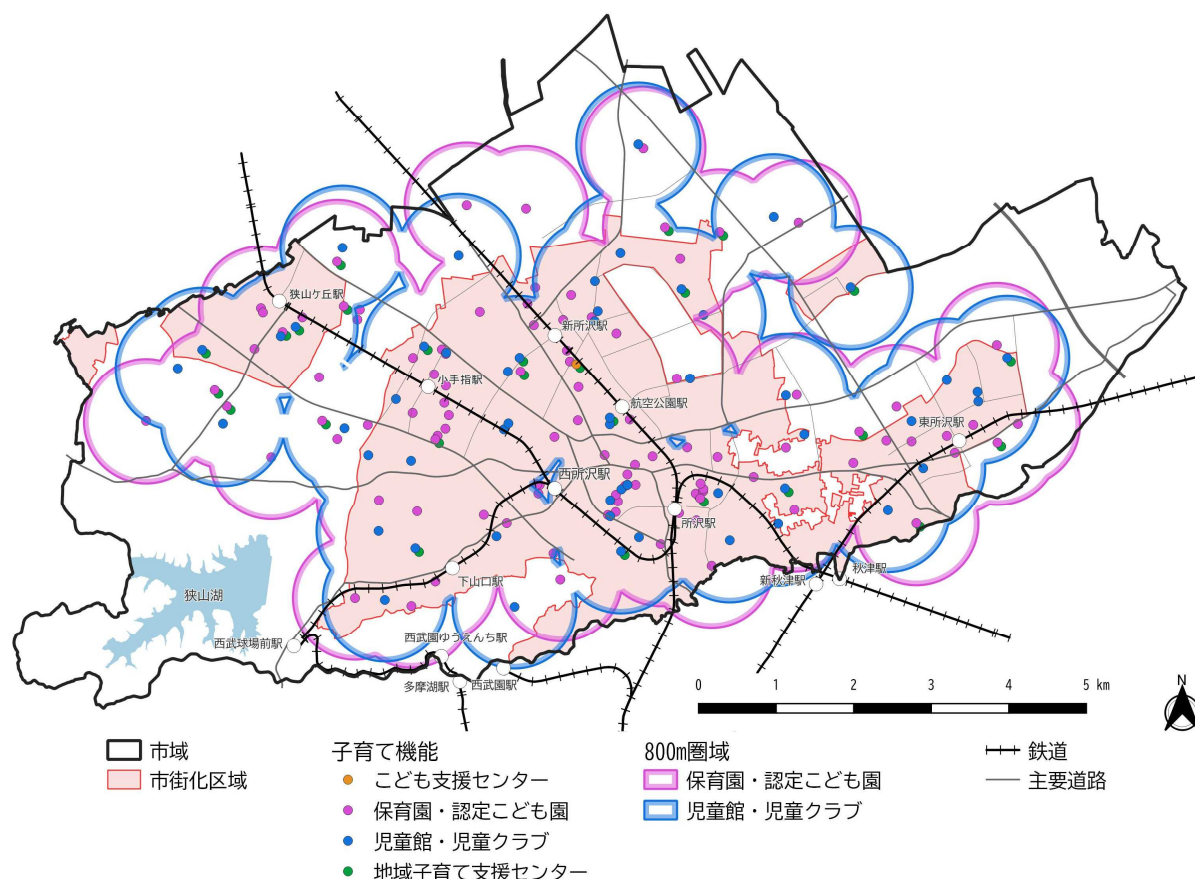 狭山ケ丘駅
新所沢駅
小手指駅
航空公園駅
東所沢駅
西所沢駅
所沢駅
下山口駅
新秋津駅
秋津駅
狭山湖
西武球場前駅
西武園ゆうえんち駅
多摩湖駅
西武園駅
0 1 2 3 4 5 km
N
市域
市街化区域
子育て機能
こども支援センター
保育園・認定こども園
児童館・児童クラブ
地域子育て支援センター
800m圏域
保育園・認定こども園
児童館・児童クラブ
鉄道
主要道路